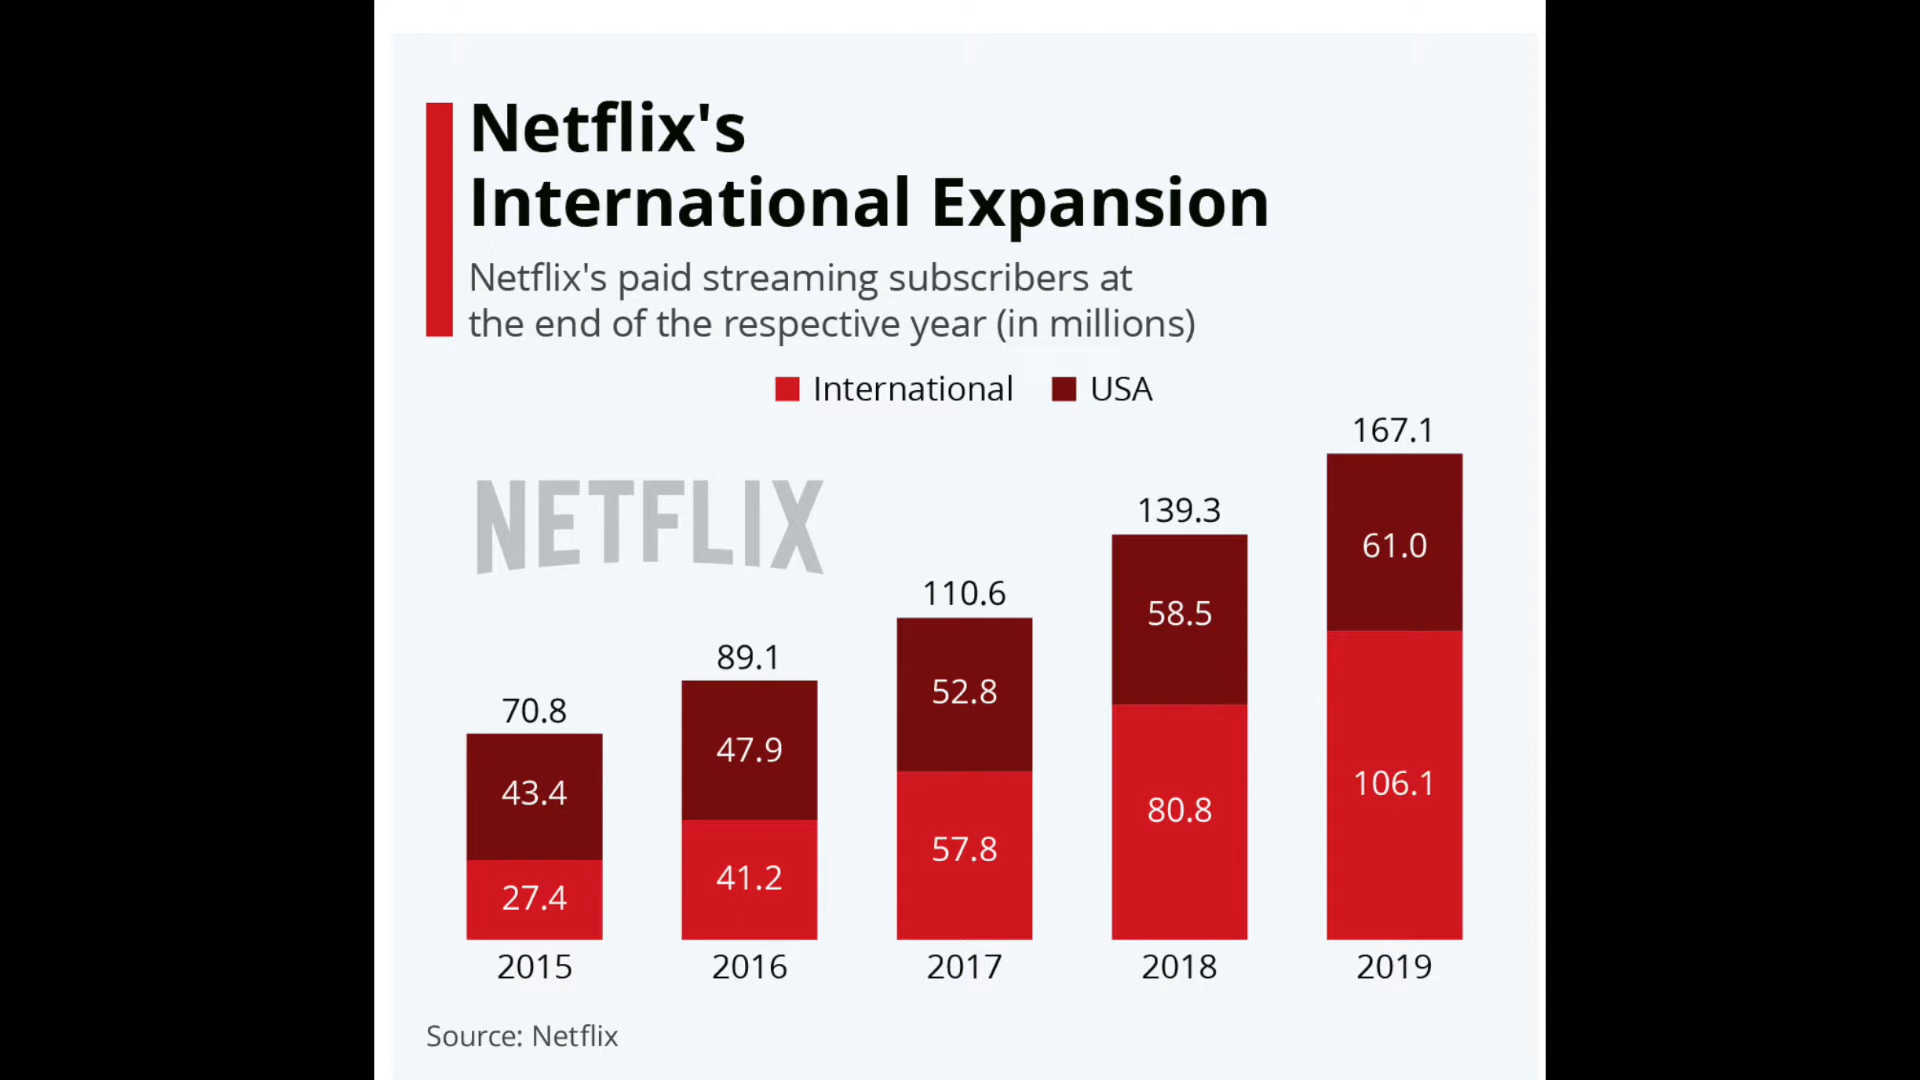 Netflix's
International Expansion
Netflix's paid streaming subscribers at
the end of the respective year (in millions)
International USA
NETFLIX
70.8
43.4
27.4
89.1
47.9
41.2
110.6
52.8
57.8
139.3
58.5
80.8
167.1
61.0
106.1
2015 2016 2017 2018 2019
Source: Netflix